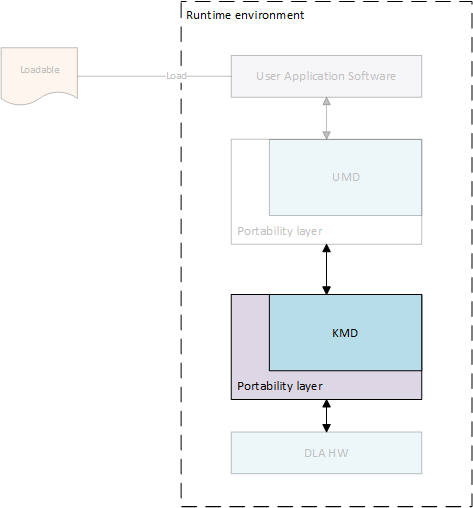 Runtime environment
Loadable
Load
User Application Software
UMD
Portability layer
KMD
Portability layer
DLA HW